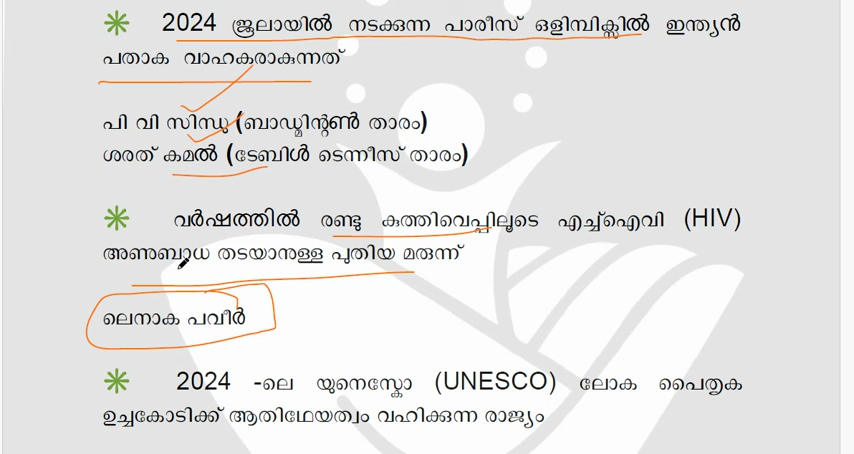 2024 ജൂലായിൽ നടക്കുന്ന പാരീസ് ഒളിമ്പിക്സിൽ ഇന്ത്യൻ
പതാക വാഹകരാകുന്നത്
പി വി സിന്ധു (ബാഡ്മിന്റൺ താരം)
ശരത് കമൽ (ടേബിൾ ടെന്നീസ് താരം)
വർഷത്തിൽ രണ്ടു കുത്തിവെപ്പിലൂടെ എച്ച്ഐവി (HIV)
അണുബാധ തടയാനുള്ള പുതിയ മരുന്ന്
ലെനാക പവീർ
2024 -ലെ യുനെസ്കോ (UNESCO) ലോക പൈതൃക
ഉച്ചകോടിക്ക് ആതിഥേയത്വം വഹിക്കുന്ന രാജ്യം